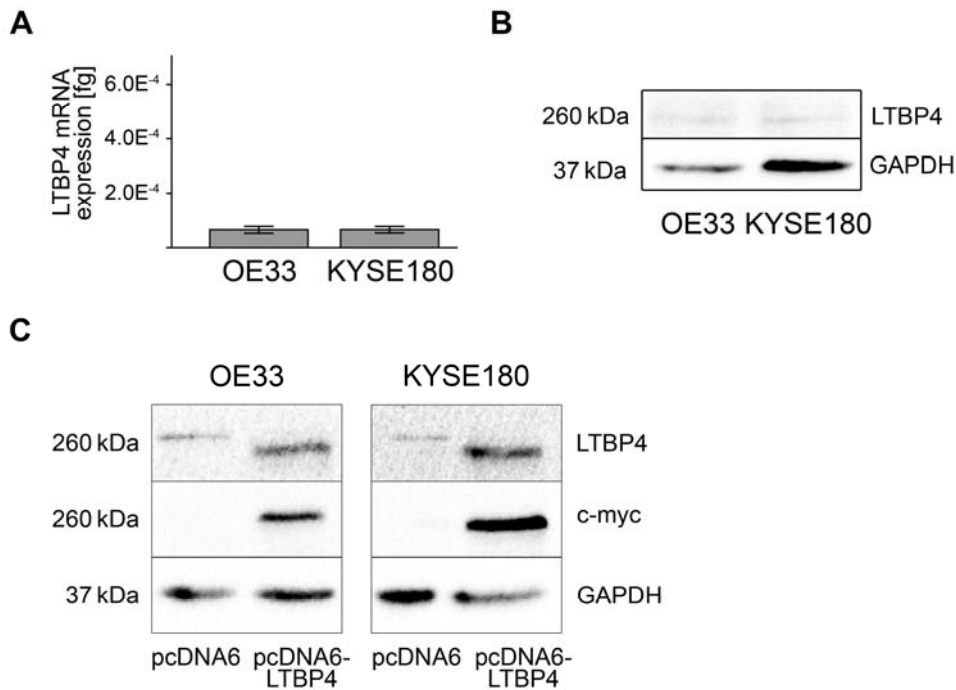 A
LTBP4 mRNA
expression [fg]
6.0E-4
4.0E-4
2.0E-4
OE33 KYSE180
B
260 kDa LTBP4
37 kDa GAPDH
OE33 KYSE180
C
OE33 KYSE180
260 kDa LTBP4
260 kDa c-myc
37 kDa GAPDH
pcDNA6 pcDNA6- pcDNA6 pcDNA6-
LTBP4 LTBP4